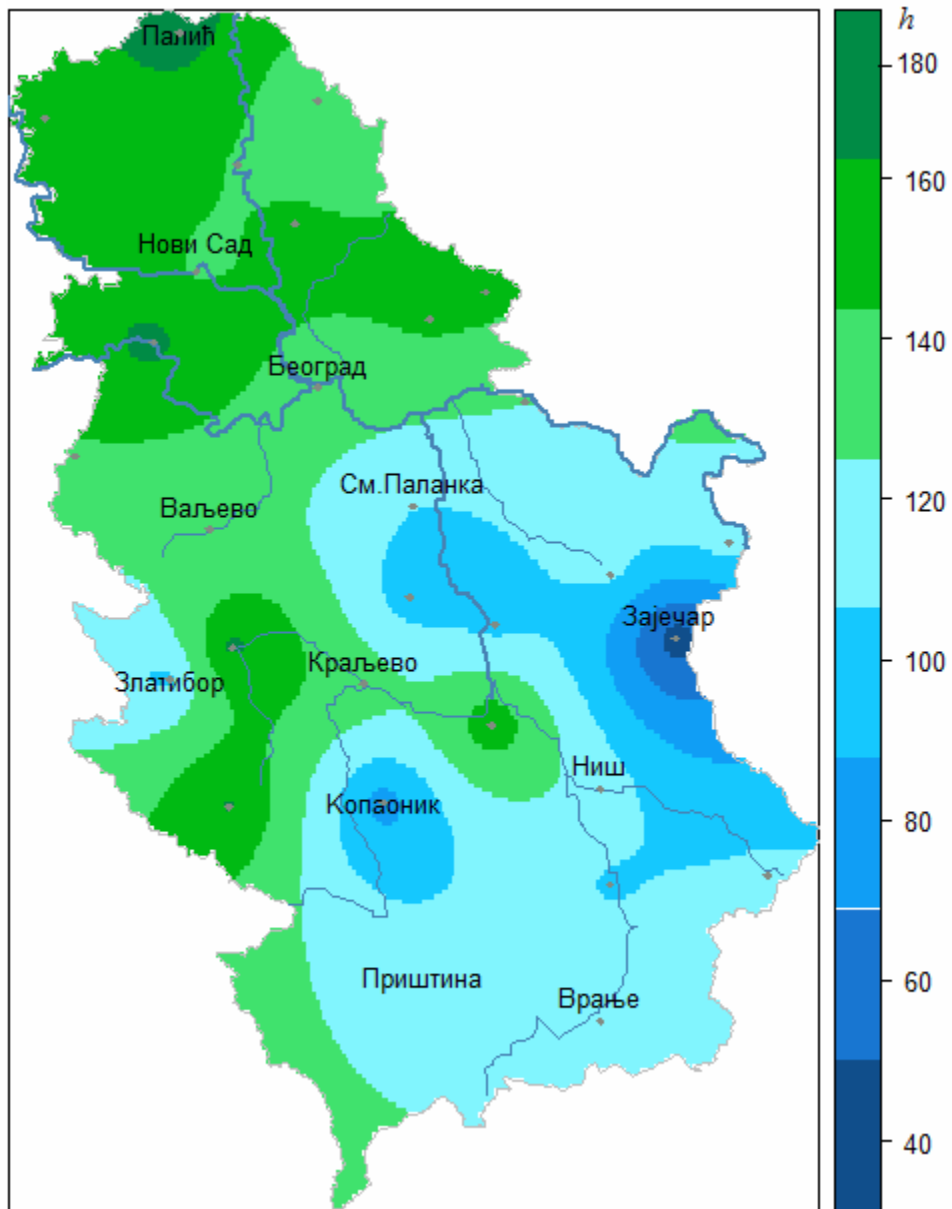 h
Палић
180
160
Нови Сад
140
Београд
120
См.Паланка
Ваљево
Зајечар
100
Краљево
Златибор
Ниш
Копаоник
80
60
Приштина
Врање
40